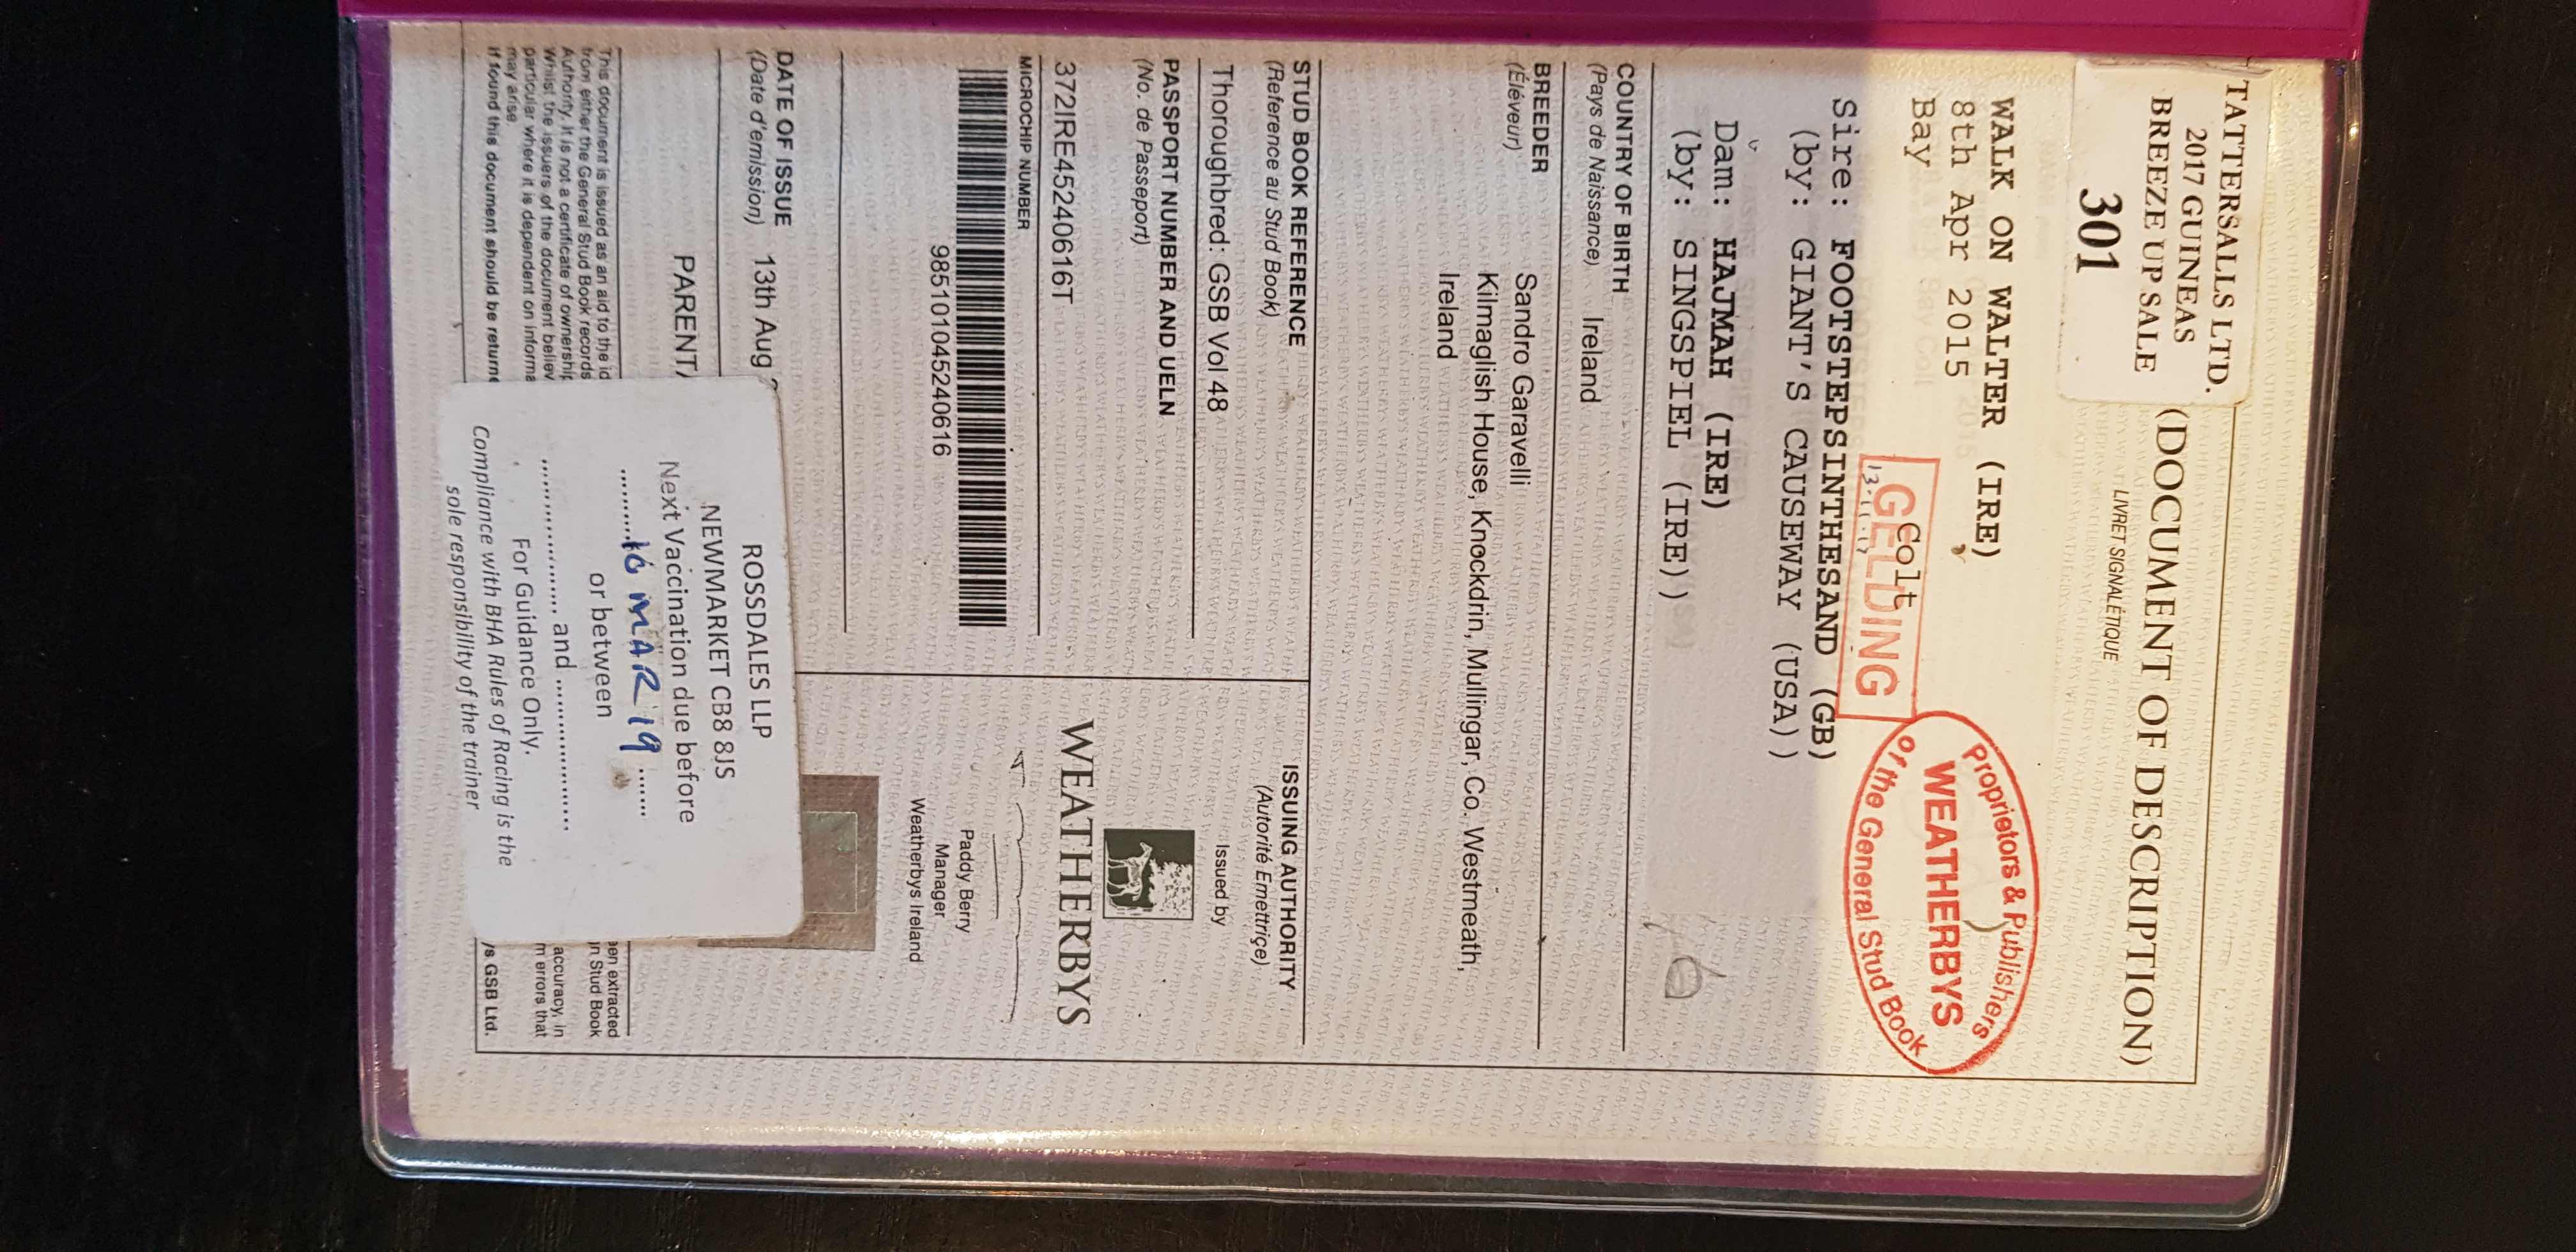 TATTERSALLS LTD.
2017 GUINEAS
BREEZE UP SALE
301
(DOCUMENT OF DESCRIPTION)
LIVRET SIGNALÉTIQUE
WALK ON WALTER (IRE)
8th Apr 2015
Bay Colt
GELDING
13.11.17
Proprietors & Publishers
WEATHERBYS
of the General Stud Book
Sire: FOOTSTEPSINTHESAND (GB)
(by: GIANT'S CAUSEWAY (USA))
Dam: HAJMAH (IRE)
(by: SINGSPIEL (IRE))
COUNTRY OF BIRTH
(Pays de Naissance) Ireland
BREEDER
(Éléveur)
Sandro Garavelli
Kilmaglish House, Knockdrin, Mullingar, Co. Westmeath,
Ireland
STUD BOOK REFERENCE
(Reference au Stud Book)
Thoroughbred: GSB Vol 48
PASSPORT NUMBER AND UELN
(No. de Passeport)
372IRE45240616T
MICROCHIP NUMBER
985101045240616
ISSUING AUTHORITY
(Autorité Emettriçe)
Issued by
WEATHERBYS
Paddy Berry
Manager
Weatherbys Ireland
DATE OF ISSUE
(Date d'emission) 13th Aug
PARENTA
ROSSDALES LLP
NEWMARKET CB8 8JS
Next Vaccination due before
16 MAR 19
or between
.................. and ..................
For Guidance Only.
Compliance with BHA Rules of Racing is the
sole responsibility of the trainer
This document is issued as an aid to the id
from either the General Stud Book records
Authority. It is not a certificate of ownership
Whilst the issuers of the document believ
particular where it is dependent on informa
may arise.
If found this document should be returne
een extracted
gn Stud Book
accuracy, in
m errors that
ys GSB Ltd.